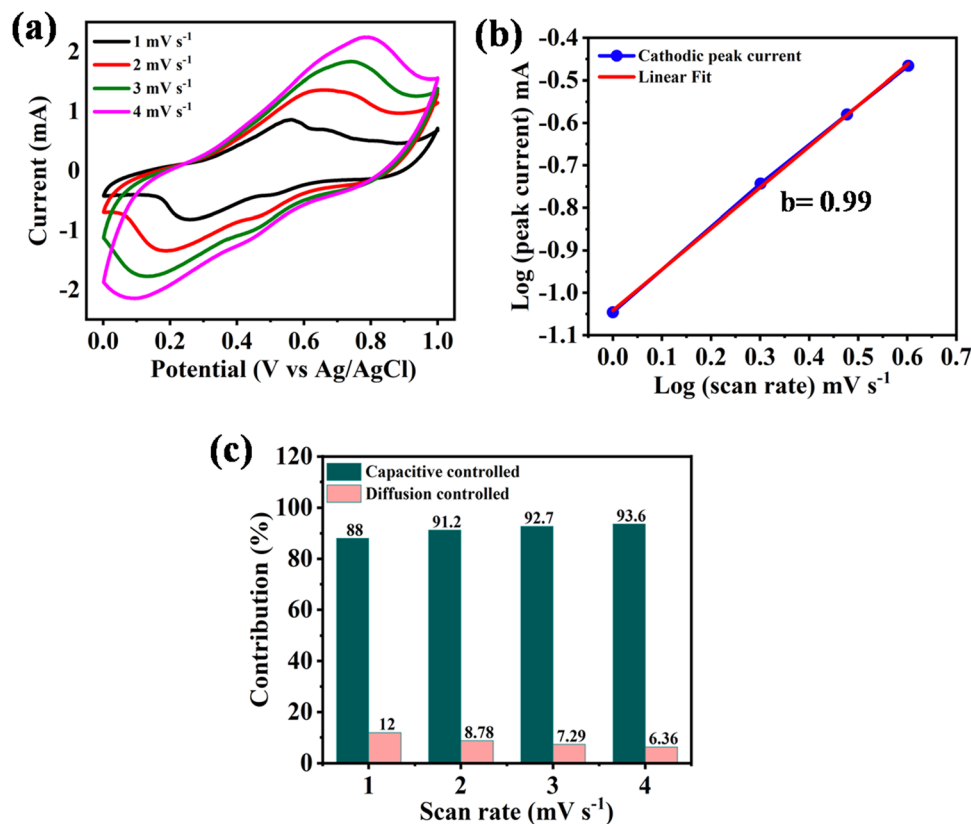 (a)
1 mV s⁻¹
2 mV s⁻¹
3 mV s⁻¹
4 mV s⁻¹
2
1
0
-1
-2
Current (mA)
0.0 0.2 0.4 0.6 0.8 1.0
Potential (V vs Ag/AgCl)
(b)
Cathodic peak current
Linear Fit
b= 0.99
-0.4
-0.5
-0.6
-0.7
-0.8
-0.9
-1.0
-1.1
Log (peak current) mA
0.0 0.1 0.2 0.3 0.4 0.5 0.6 0.7
Log (scan rate) mV s⁻¹
(c)
Capacitive controlled
Diffusion controlled
120
100
80
60
40
20
0
Contribution (%)
88 91.2 92.7 93.6
12 8.78 7.29 6.36
1 2 3 4
Scan rate (mV s⁻¹)